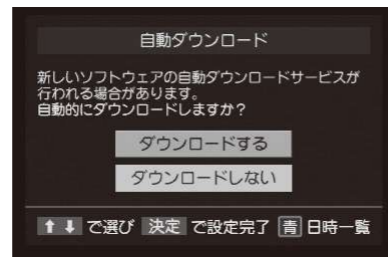 自動ダウンロード
新しいソフトウェアの自動ダウンロードサービスが
行われる場合があります。
自動的にダウンロードしますか?
ダウンロードする
ダウンロードしない
⬆⬇で選び 決定 で設定完了 青 日時一覧